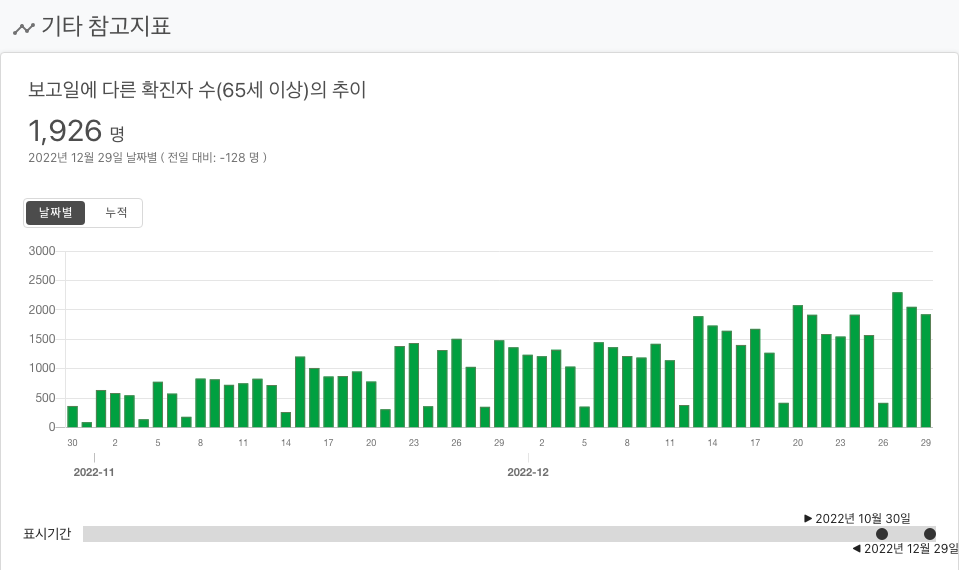 기타 참고지표
보고일에 다른 확진자 수(65세 이상)의 추이
1,926 명
2022년 12월 29일 날짜별 ( 전일 대비: -128 명 )
날짜별 누적
3000
2500
2000
1500
1000
500
0
30 2 5 8 11 14 17 20 23 26 29 2 5 8 11 14 17 20 23 26 29
2022-11 2022-12
▶ 2022년 10월 30일
표시기간
◀ 2022년 12월 29일